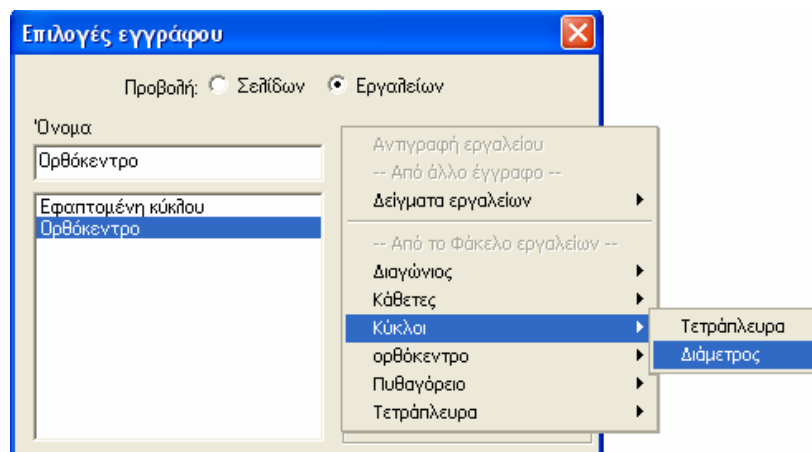 Επιλογές εγγράφου
Προβολή: Σελίδων Εργαλείων
Όνομα
Ορθόκεντρο
Εφαπτομένη κύκλου
Ορθόκεντρο
Αντιγραφή εργαλείου
-- Από άλλο έγγραφο --
Δείγματα εργαλείων
-- Από το Φάκελο εργαλείων --
Διαγώνιος
Κάθετες
Κύκλοι
ορθόκεντρο
Πυθαγόρειο
Τετράπλευρα
Τετράπλευρα
Διάμετρος